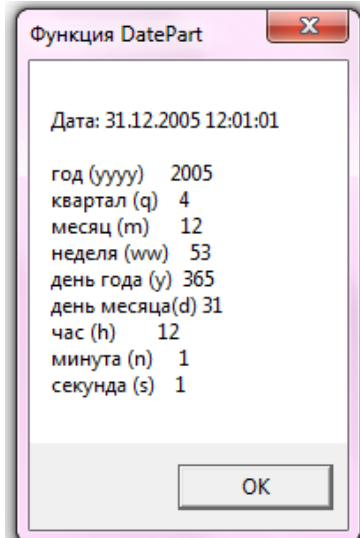 Функция DatePart
Дата: 31.12.2005 12:01:01
год (yyyy) 2005
квартал (q) 4
месяц (m) 12
неделя (ww) 53
день года (y) 365
день месяца(d) 31
час (h) 12
минута (n) 1
секунда (s) 1
OK